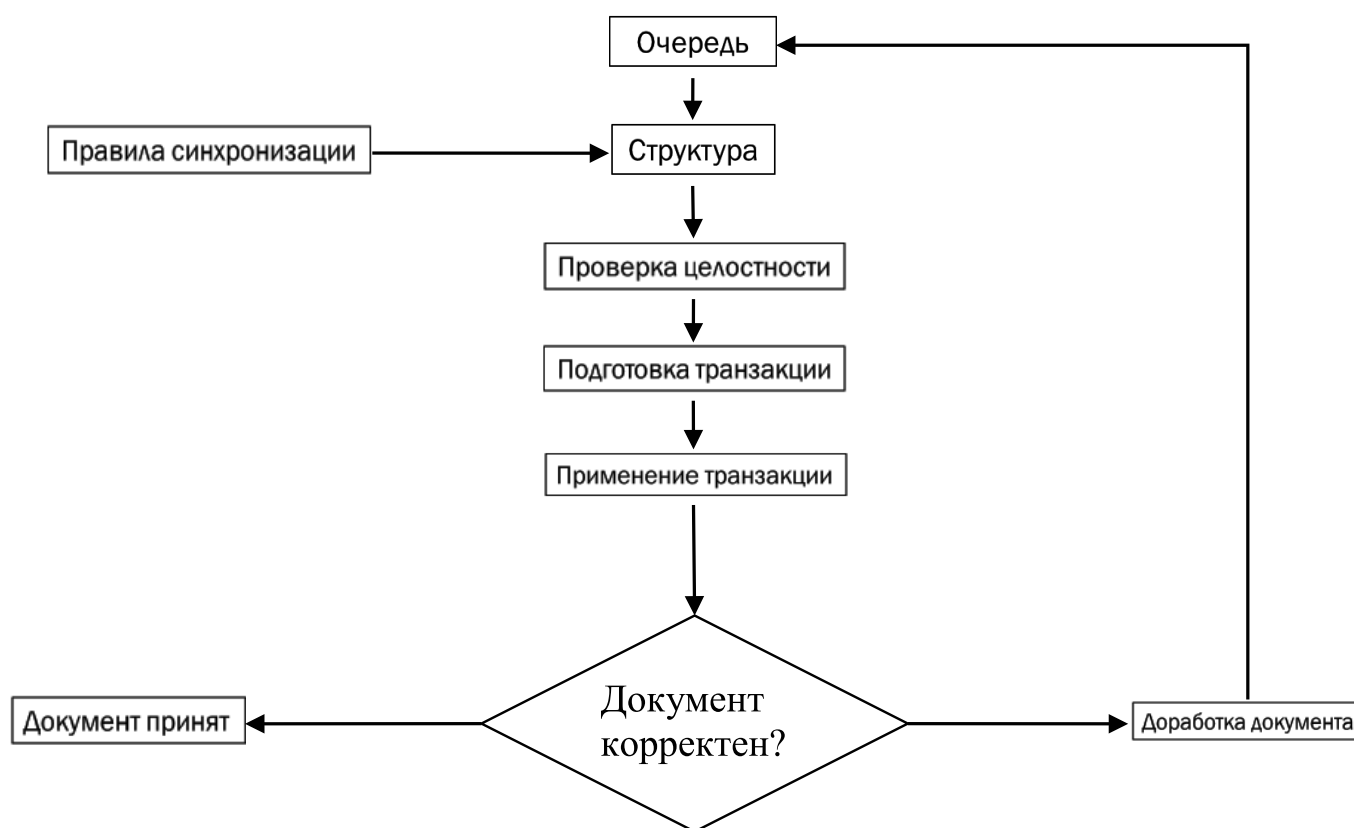 Очередь
Правила синхронизации
Структура
Проверка целостности
Подготовка транзакции
Применение транзакции
Документ
корректен?
Документ принят
Доработка документа